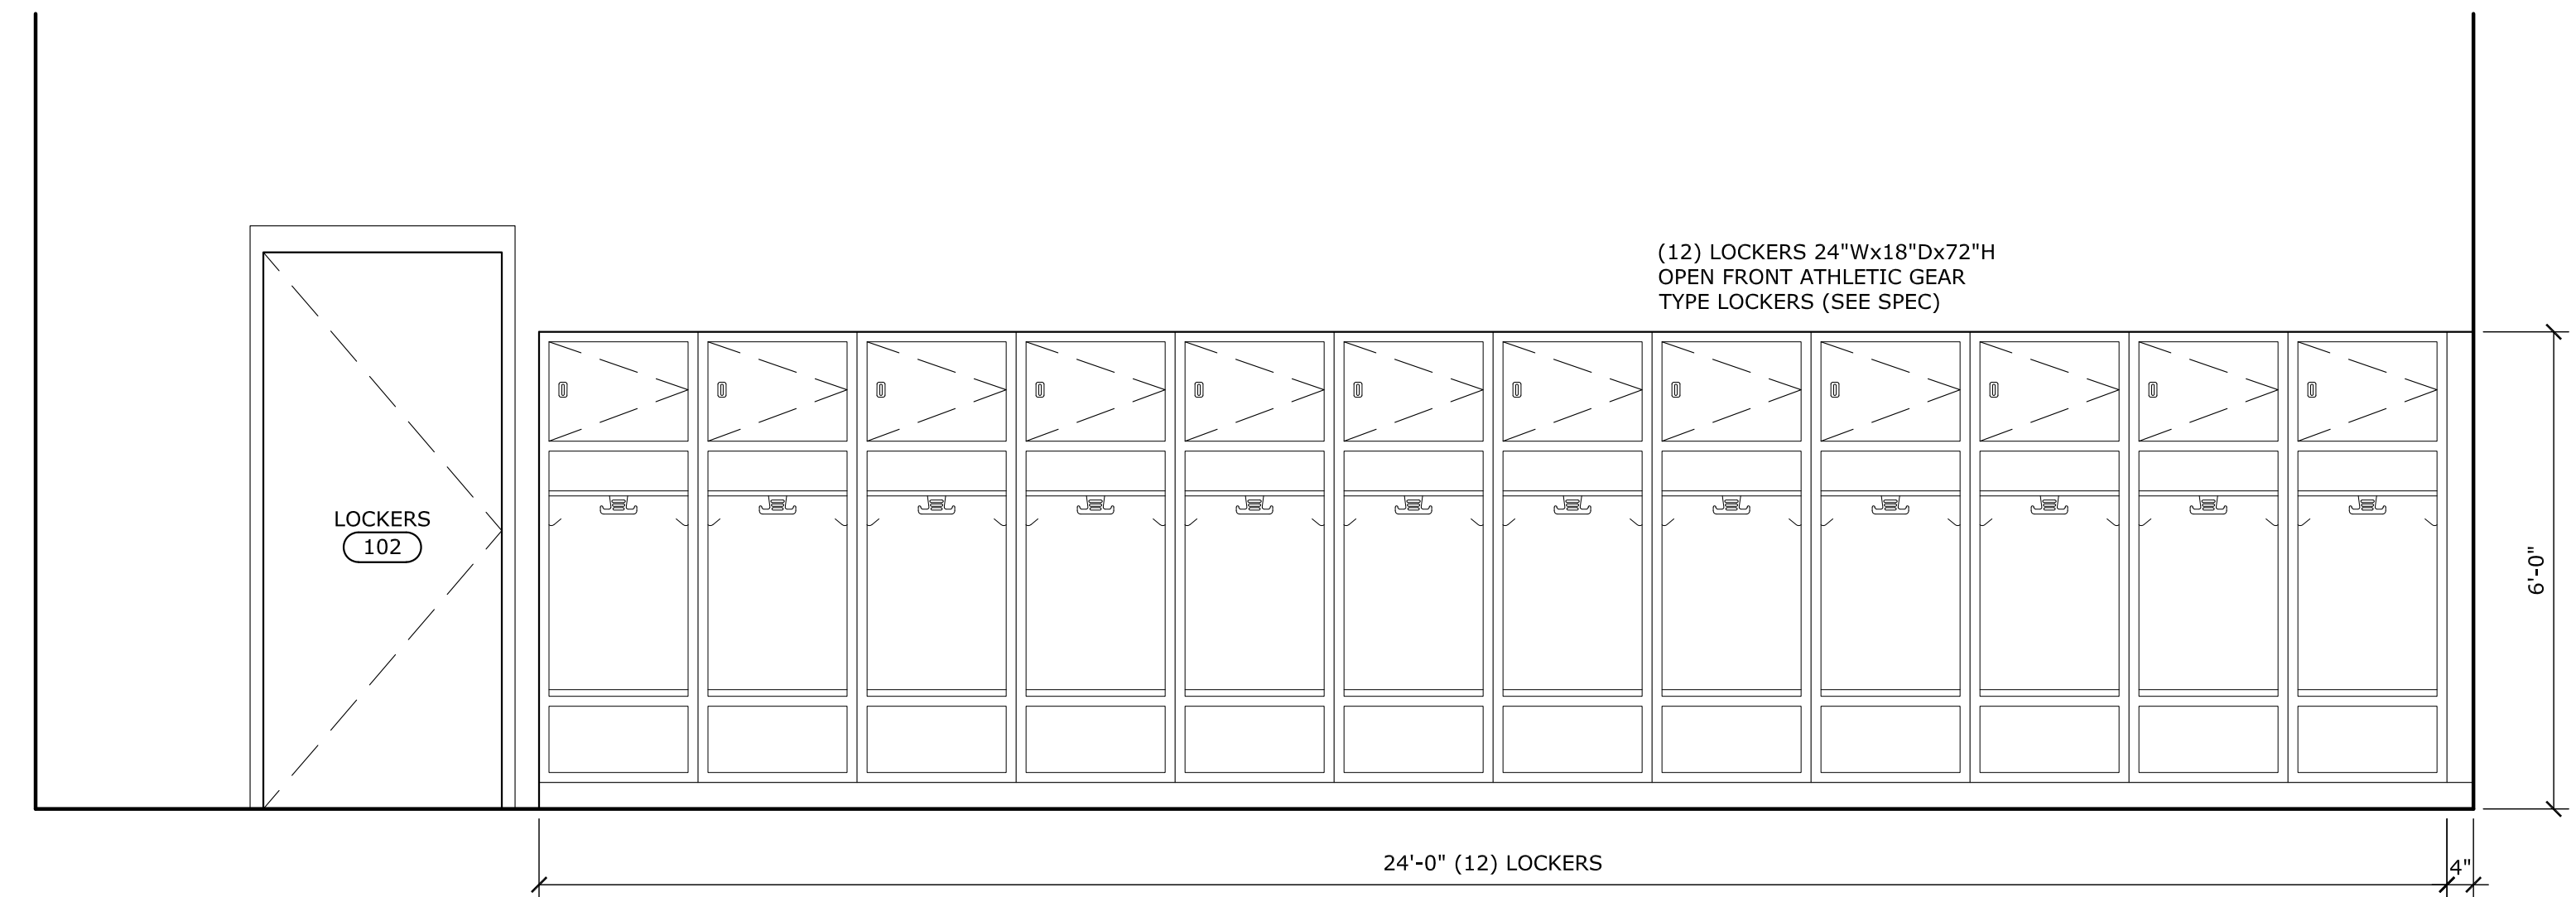 (12) LOCKERS 24"Wx18"Dx72"H
OPEN FRONT ATHLETIC GEAR
TYPE LOCKERS (SEE SPEC)
LOCKERS
102
6'-0"
24'-0" (12) LOCKERS
4"